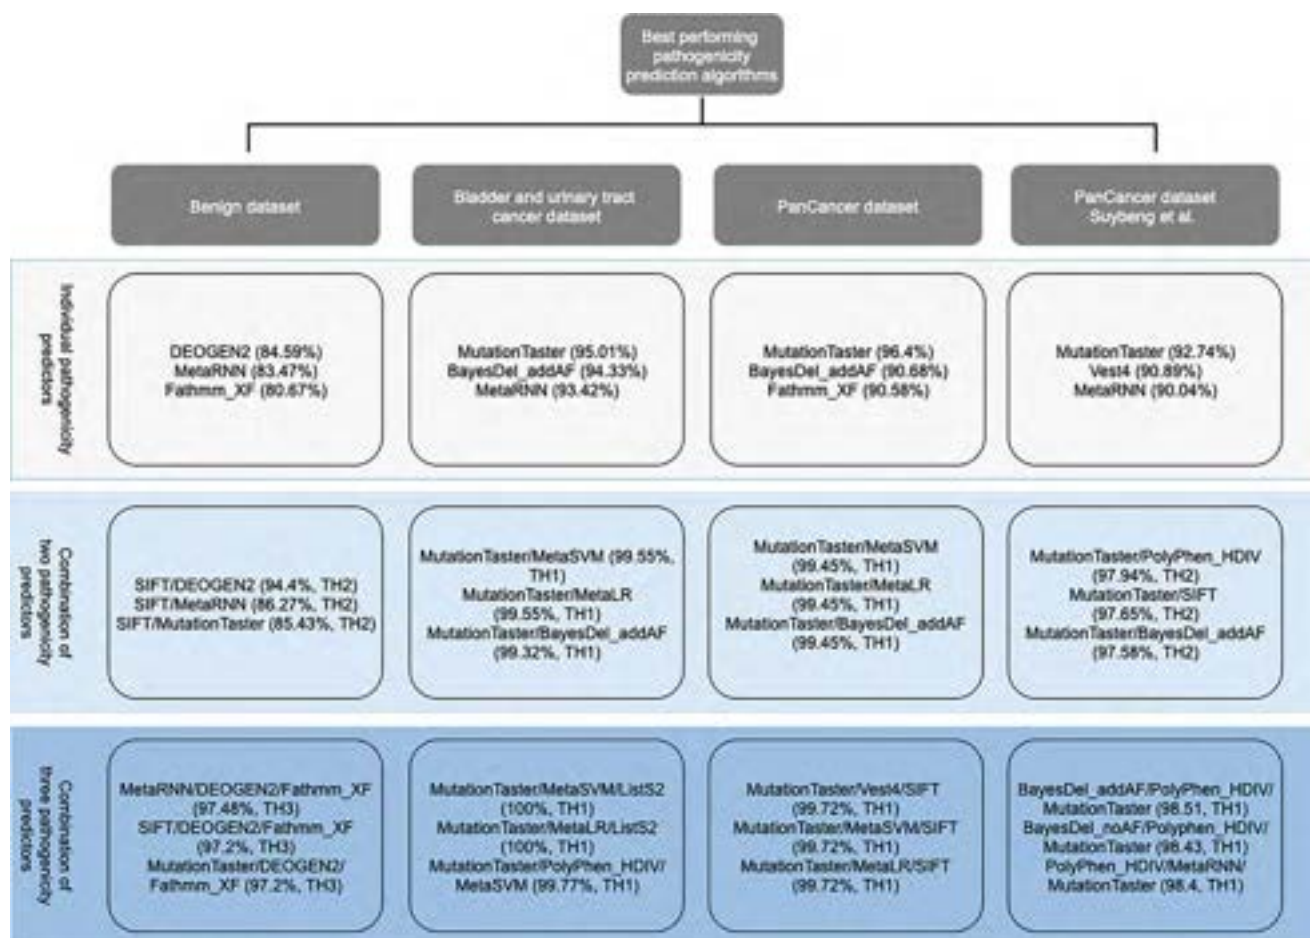 Best performing
pathogenicity
prediction algorithms
Benign dataset
Bladder and urinary tract
cancer dataset
PanCancer dataset
PanCancer dataset
Suybeng et al.
Individual pathogenicity
predictors
DEOGEN2 (84.59%)
MetaRNN (83.47%)
Fathmm_XF (80.67%)
MutationTaster (95.01%)
BayesDel_addAF (94.33%)
MetaRNN (93.42%)
MutationTaster (96.4%)
BayesDel_addAF (90.68%)
Fathmm_XF (90.58%)
MutationTaster (92.74%)
Vest4 (90.89%)
MetaRNN (90.04%)
Combination of
two pathogenicity
predictors
SIFT/DEOGEN2 (94.4%, TH2)
SIFT/MetaRNN (86.27%, TH2)
SIFT/MutationTaster (85.43%, TH2)
MutationTaster/MetaSVM (99.55%,
TH1)
MutationTaster/MetaLR
(99.55%, TH1)
MutationTaster/BayesDel_addAF
(99.32%, TH1)
MutationTaster/MetaSVM
(99.45%, TH1)
MutationTaster/MetaLR
(99.45%, TH1)
MutationTaster/BayesDel_addAF
(99.45%, TH1)
MutationTaster/PolyPhen_HDIV
(97.94%, TH2)
MutationTaster/SIFT
(97.65%, TH2)
MutationTaster/BayesDel_addAF
(97.58%, TH2)
Combination of
three pathogenicity
predictors
MetaRNN/DEOGEN2/Fathmm_XF
(97.48%, TH3)
SIFT/DEOGEN2/Fathmm_XF
(97.2%, TH3)
MutationTaster/DEOGEN2/
Fathmm_XF (97.2%, TH3)
MutationTaster/MetaSVM/ListS2
(100%, TH1)
MutationTaster/MetaLR/ListS2
(100%, TH1)
MutationTaster/PolyPhen_HDIV/
MetaSVM (99.77%, TH1)
MutationTaster/Vest4/SIFT
(99.72%, TH1)
MutationTaster/MetaSVM/SIFT
(99.72%, TH1)
MutationTaster/MetaLR/SIFT
(99.72%, TH1)
BayesDel_addAF/PolyPhen_HDIV/
MutationTaster (98.51, TH1)
BayesDel_noAF/Polyphen_HDIV/
MutationTaster (98.43, TH1)
PolyPhen_HDIV/MetaRNN/
MutationTaster (98.4, TH1)